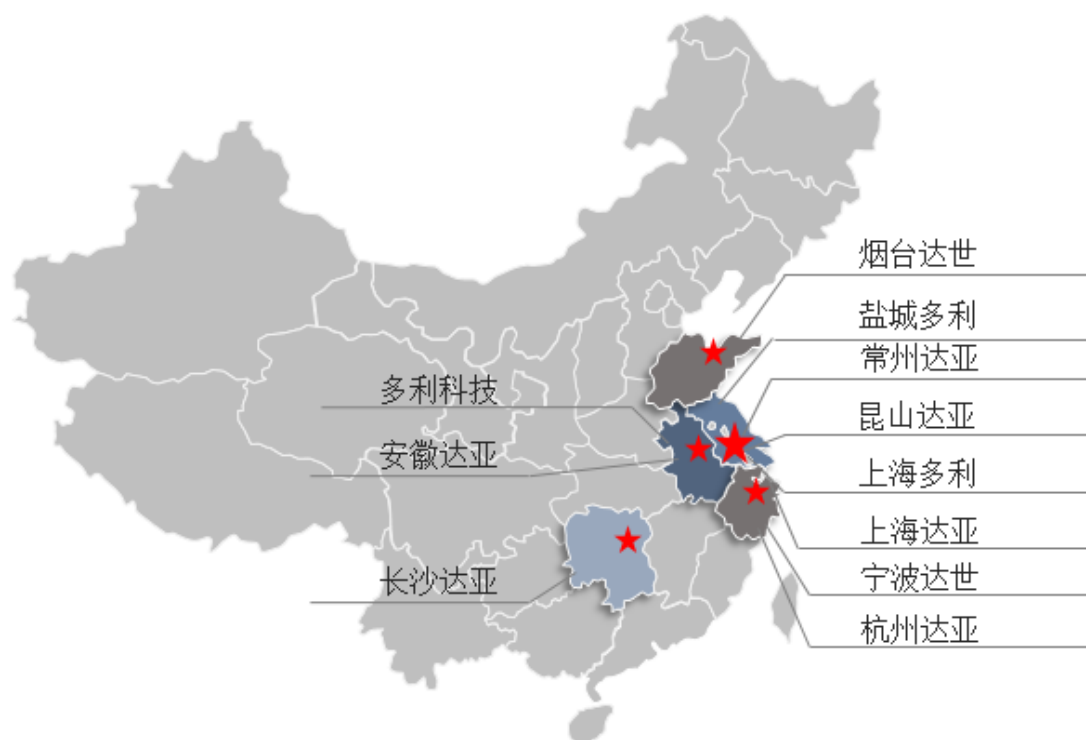 烟台达世
盐城多利
常州达亚
多利科技
昆山达亚
安徽达亚
上海多利
上海达亚
长沙达亚
宁波达世
杭州达亚